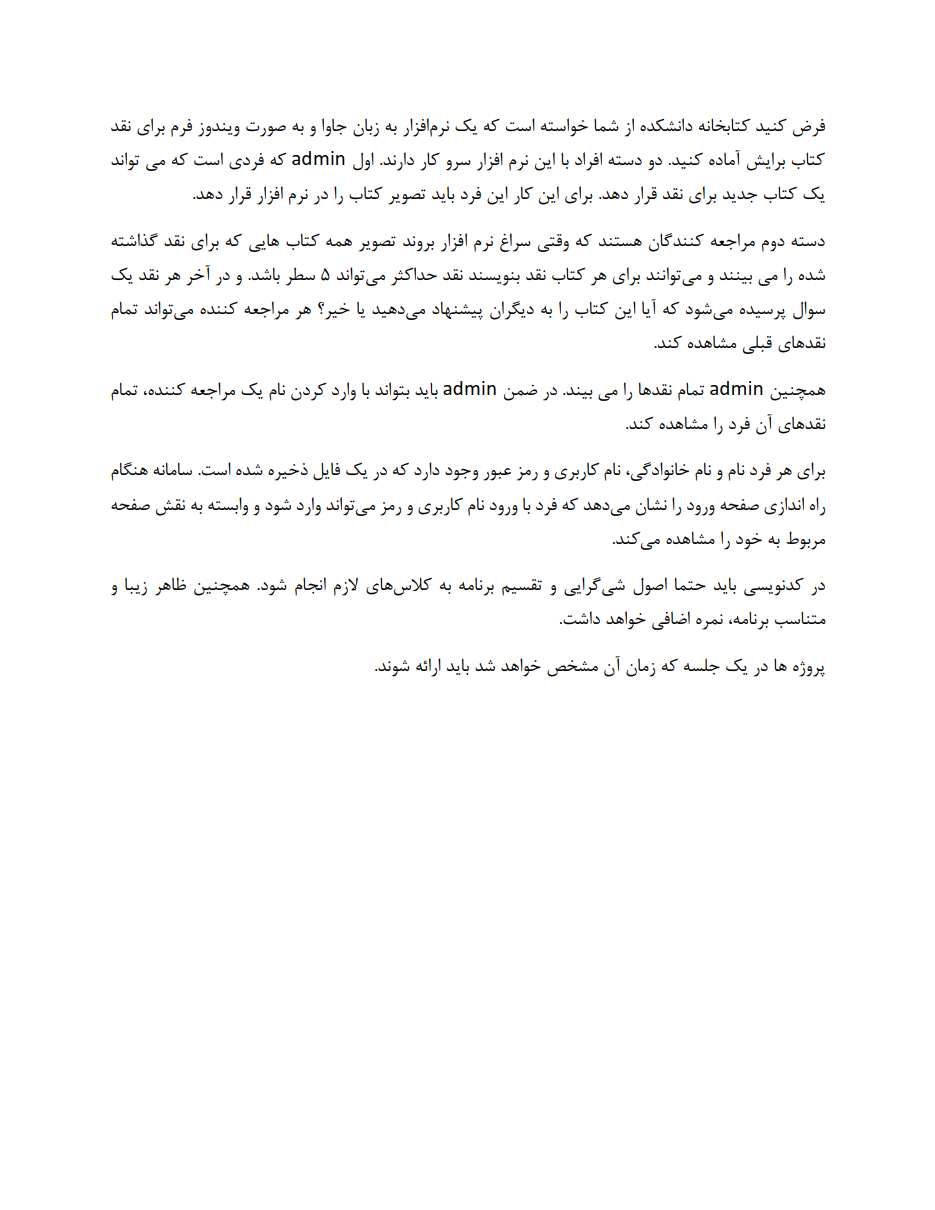 فرض کنید کتابخانه دانشکده از شما خواسته است که یک نرم‌افزار به زبان جاوا و به صورت ویندوز فرم برای نقد
کتاب برایش آماده کنید. دو دسته افراد با این نرم افزار سرو کار دارند. اول admin که فردی است که می تواند
یک کتاب جدید برای نقد قرار دهد. برای این کار این فرد باید تصویر کتاب را در نرم افزار قرار دهد.
دسته دوم مراجعه کنندگان هستند که وقتی سراغ نرم افزار بروند تصویر همه کتاب هایی که برای نقد گذاشته
شده را می بینند و می‌توانند برای هر کتاب نقد بنویسند نقد حداکثر می‌تواند ۵ سطر باشد. و در آخر هر نقد یک
سوال پرسیده می‌شود که آیا این کتاب را به دیگران پیشنهاد می‌دهید یا خیر؟ هر مراجعه کننده می‌تواند تمام
نقدهای قبلی مشاهده کند.
همچنین admin تمام نقدها را می بیند. در ضمن admin باید بتواند با وارد کردن نام یک مراجعه کننده، تمام
نقدهای آن فرد را مشاهده کند.
برای هر فرد نام و نام خانوادگی، نام کاربری و رمز عبور وجود دارد که در یک فایل ذخیره شده است. سامانه هنگام
راه اندازی صفحه ورود را نشان می‌دهد که فرد با ورود نام کاربری و رمز می‌تواند وارد شود و وابسته به نقش صفحه
مربوط به خود را مشاهده می‌کند.
در کدنویسی باید حتما اصول شی‌گرایی و تقسیم برنامه به کلاس‌های لازم انجام شود. همچنین ظاهر زیبا و
متناسب برنامه، نمره اضافی خواهد داشت.
پروژه ها در یک جلسه که زمان آن مشخص خواهد شد باید ارائه شوند.